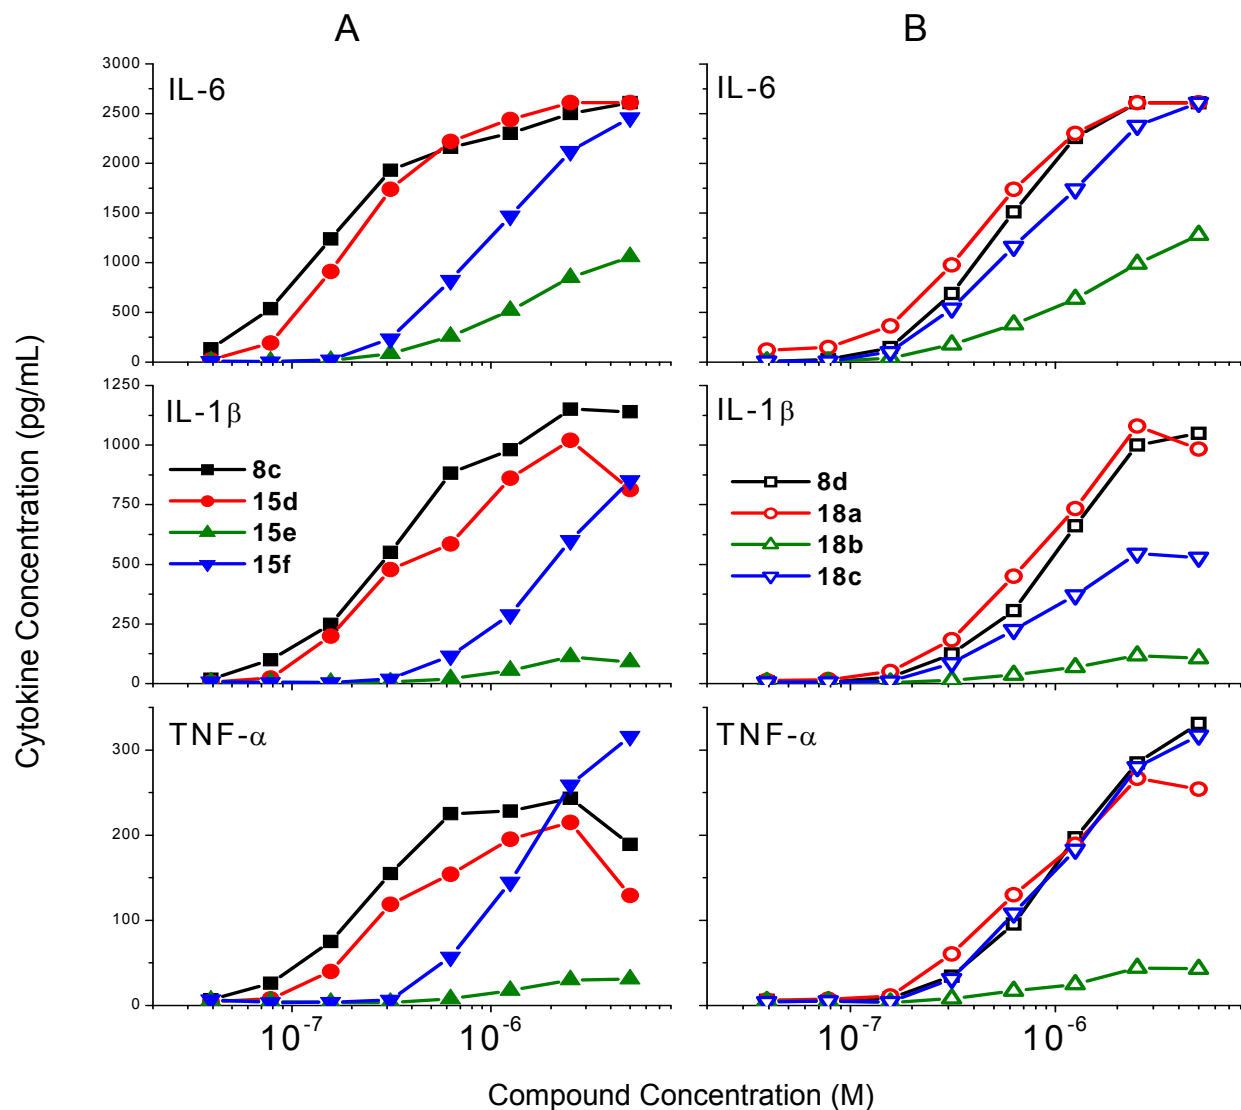 A
B
Cytokine Concentration (pg/mL)
IL-6
3000
2500
2000
1500
1000
500
0
IL-6
IL-1β
1250
1000
750
500
250
0
8c
15d
15e
15f
IL-1β
8d
18a
18b
18c
TNF-α
300
200
100
0
10-7
10-6
TNF-α
10-7
10-6
Compound Concentration (M)